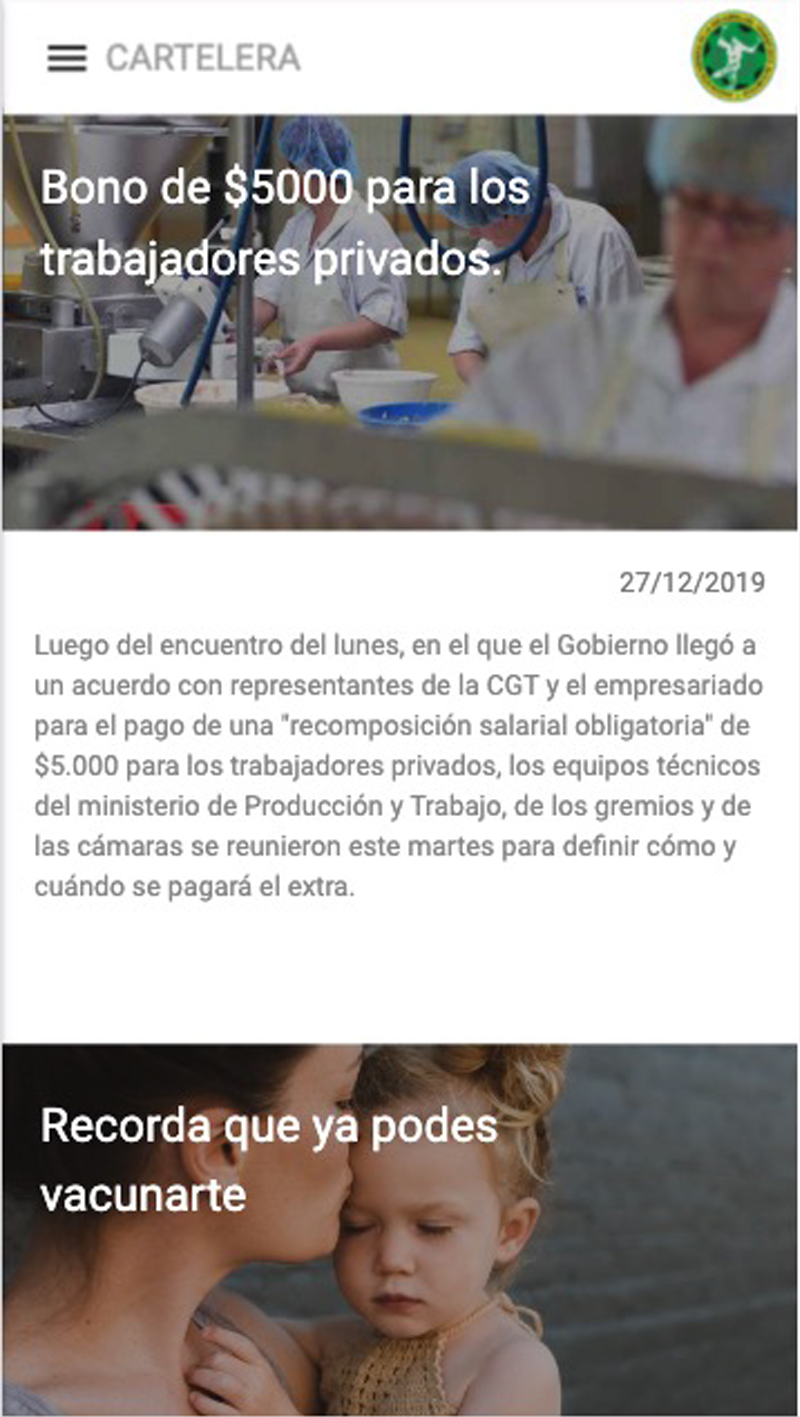 CARTELERA
Bono de $5000 para los
trabajadores privados.
27/12/2019
Luego del encuentro del lunes, en el que el Gobierno llegó a
un acuerdo con representantes de la CGT y el empresariado
para el pago de una "recomposición salarial obligatoria" de
$5.000 para los trabajadores privados, los equipos técnicos
del ministerio de Producción y Trabajo, de los gremios y de
las cámaras se reunieron este martes para definir cómo y
cuándo se pagará el extra.
Recorda que ya podes
vacunarte